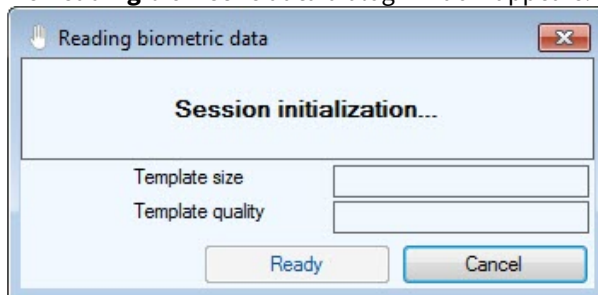 Reading biometric data
Session initialization...
Template size
Template quality
Ready Cancel